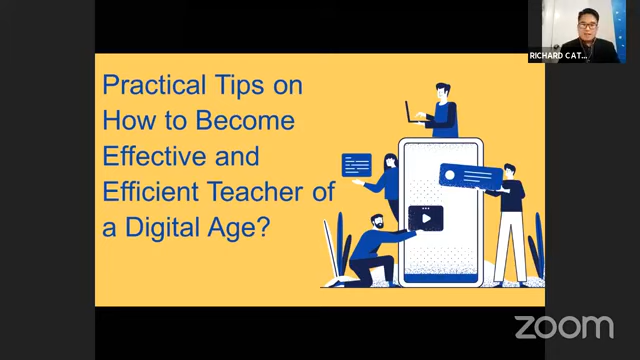 Practical Tips on
How to Become
Effective and
Efficient Teacher of
a Digital Age?
RICHARD CAT...
zoom